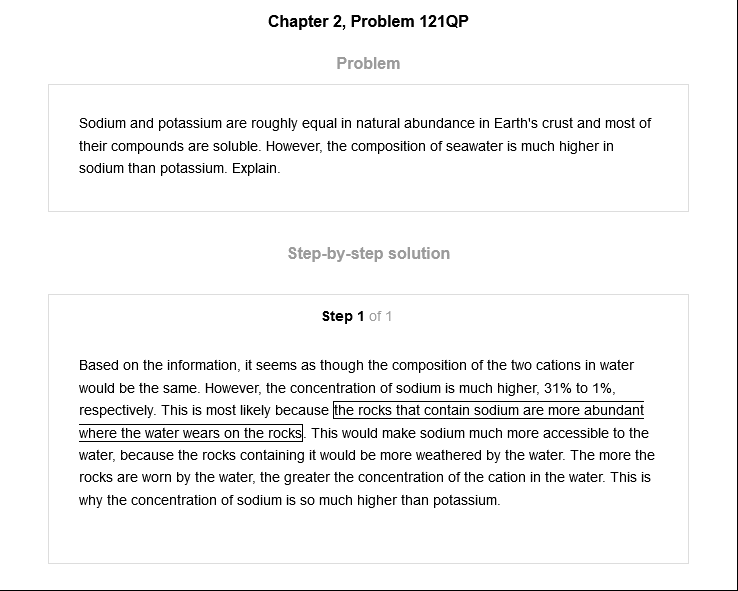 Chapter 2, Problem 121QP
Problem
Sodium and potassium are roughly equal in natural abundance in Earth's crust and most of
their compounds are soluble. However, the composition of seawater is much higher in
sodium than potassium. Explain.
Step-by-step solution
Step 1 of 1
Based on the information, it seems as though the composition of the two cations in water
would be the same. However, the concentration of sodium is much higher, 31% to 1%,
respectively. This is most likely because the rocks that contain sodium are more abundant
where the water wears on the rocks. This would make sodium much more accessible to the
water, because the rocks containing it would be more weathered by the water. The more the
rocks are worn by the water, the greater the concentration of the cation in the water. This is
why the concentration of sodium is so much higher than potassium.